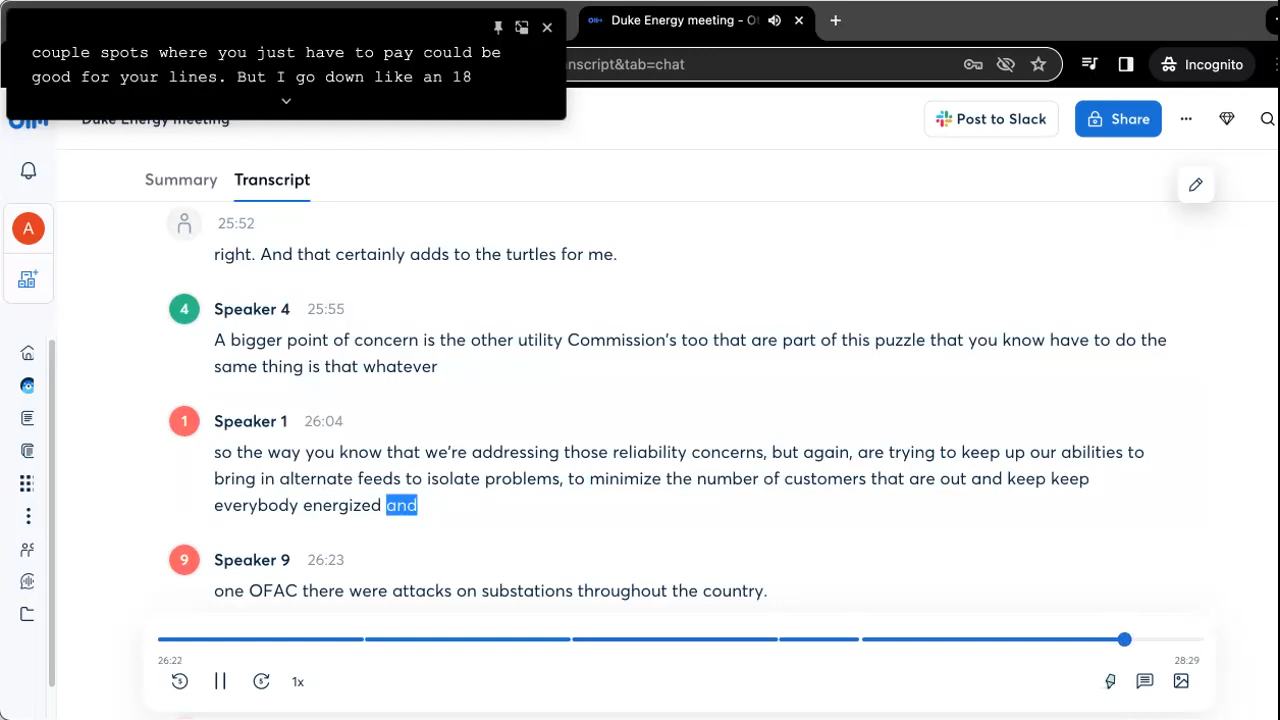 couple spots where you just have to pay could be
good for your lines. But I go down like an 18
Duke Energy meeting - O
nscript&tab=chat
Incognito
Duke Energy meeting
Post to Slack
Share
A
Summary
Transcript
25:52
right. And that certainly adds to the turtles for me.
4
Speaker 4
25:55
A bigger point of concern is the other utility Commission's too that are part of this puzzle that you know have to do the
same thing is that whatever
1
Speaker 1
26:04
so the way you know that we're addressing those reliability concerns, but again, are trying to keep up our abilities to
bring in alternate feeds to isolate problems, to minimize the number of customers that are out and keep keep
everybody energized and
9
Speaker 9
26:23
one OFAC there were attacks on substations throughout the country.
26:22
28:29
5
5
1x